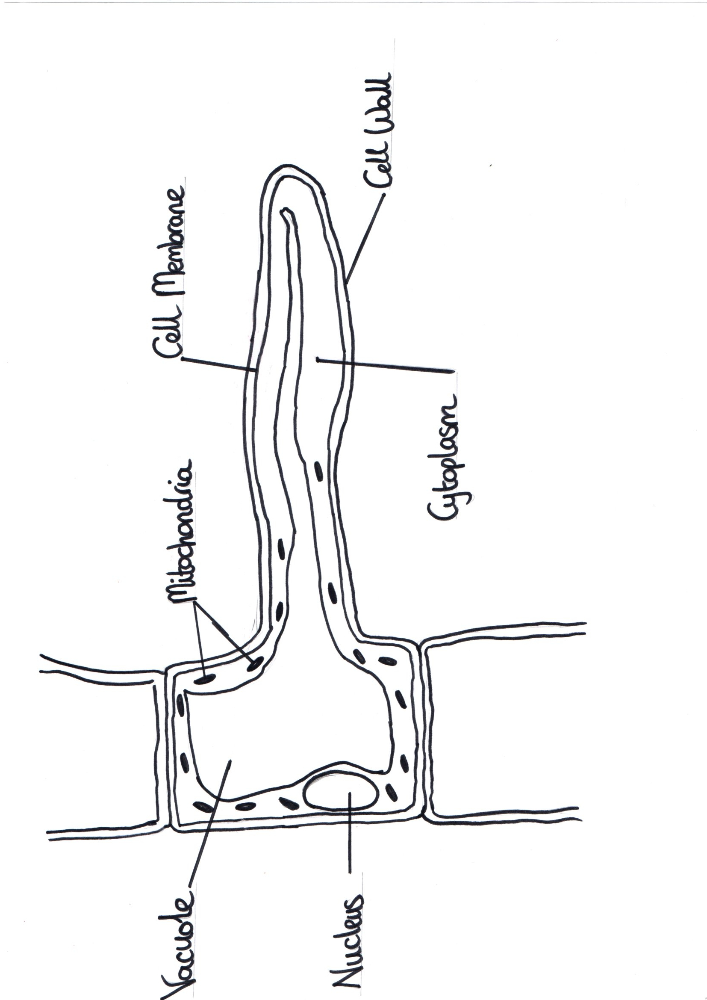 Vacuole
Mitochondria
Cell Membrane
Nucleus
Cell Wall
Cytoplasm